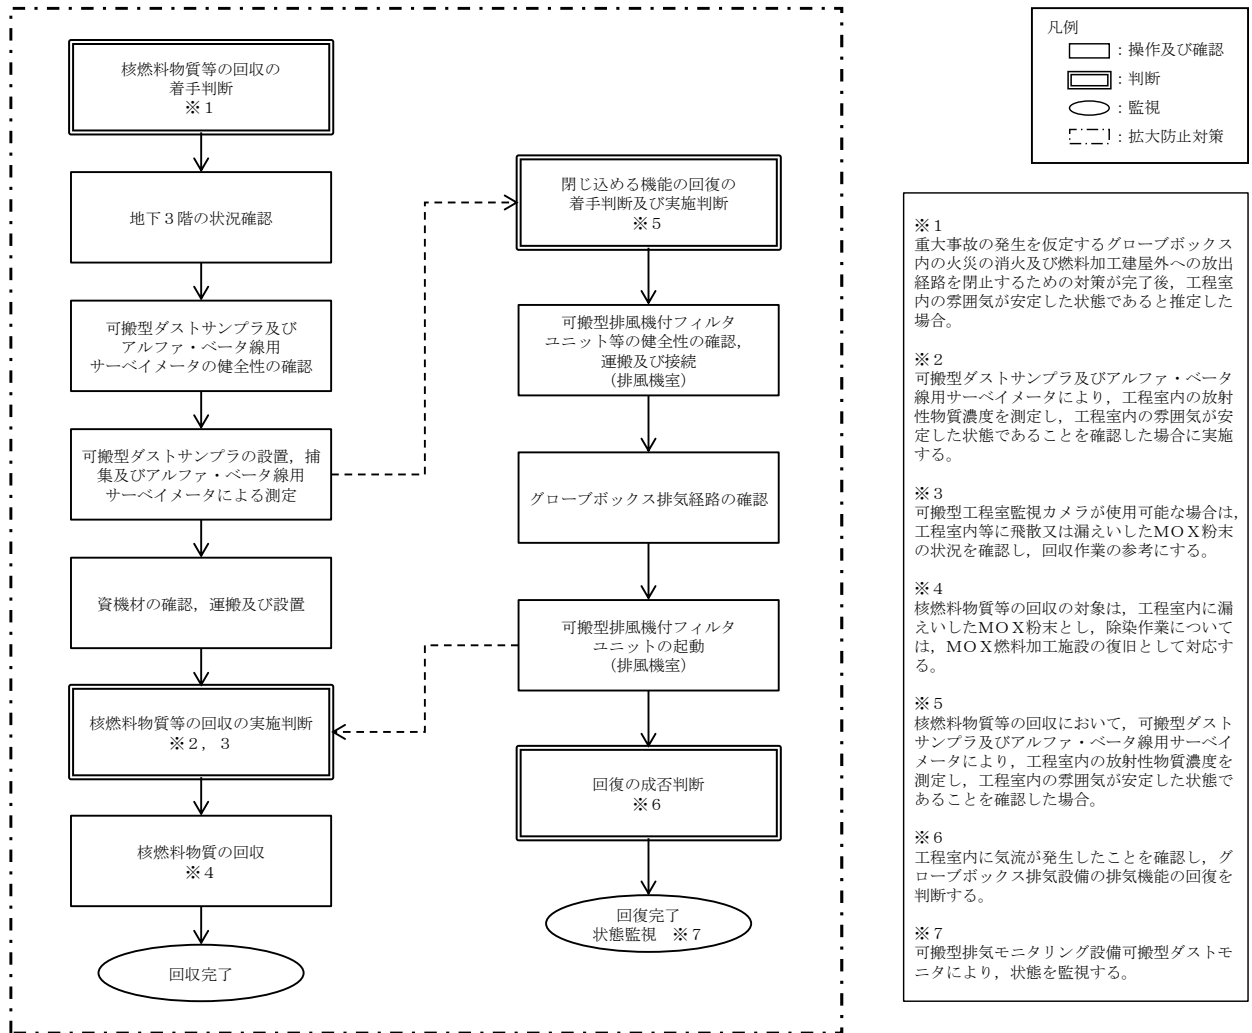 核燃料物質等の回収の
着手判断
※１
地下３階の状況確認
可搬型ダストサンプラ及び
アルファ・ベータ線用
サーベイメータの健全性の確認
可搬型ダストサンプラの設置，捕
集及びアルファ・ベータ線用
サーベイメータによる測定
資機材の確認，運搬及び設置
核燃料物質等の回収の実施判断
※２，３
核燃料物質の回収
※４
回収完了
閉じ込める機能の回復の
着手判断及び実施判断
※５
可搬型排風機付フィルタ
ユニット等の健全性の確認，
運搬及び接続
（排風機室）
グローブボックス排気経路の確認
可搬型排風機付フィルタ
ユニットの起動
（排風機室）
回復の成否判断
※６
回復完了
状態監視　※７
凡例
：操作及び確認
：判断
：監視
：拡大防止対策
※１
重大事故の発生を仮定するグローブボックス
内の火災の消火及び燃料加工建屋外への放出
経路を閉止するための対策が完了後，工程室
内の雰囲気が安定した状態であると推定した
場合。
※２
可搬型ダストサンプラ及びアルファ・ベータ
線用サーベイメータにより，工程室内の放射
性物質濃度を測定し，工程室内の雰囲気が安
定した状態であることを確認した場合に実施
する。
※３
可搬型工程室監視カメラが使用可能な場合は，
工程室内等に飛散又は漏えいしたＭＯＸ粉末
の状況を確認し，回収作業の参考にする。
※４
核燃料物質等の回収の対象は，工程室内に漏
えいしたＭＯＸ粉末とし，除染作業について
は，ＭＯＸ燃料加工施設の復旧として対応す
る。
※５
核燃料物質等の回収において，可搬型ダスト
サンプラ及びアルファ・ベータ線用サーベイ
メータにより，工程室内の放射性物質濃度を
測定し，工程室内の雰囲気が安定した状態で
あることを確認した場合。
※６
工程室内に気流が発生したことを確認し，グ
ローブボックス排気設備の排気機能の回復を
判断する。
※７
可搬型排気モニタリング設備可搬型ダストモ
ニタにより，状態を監視する。